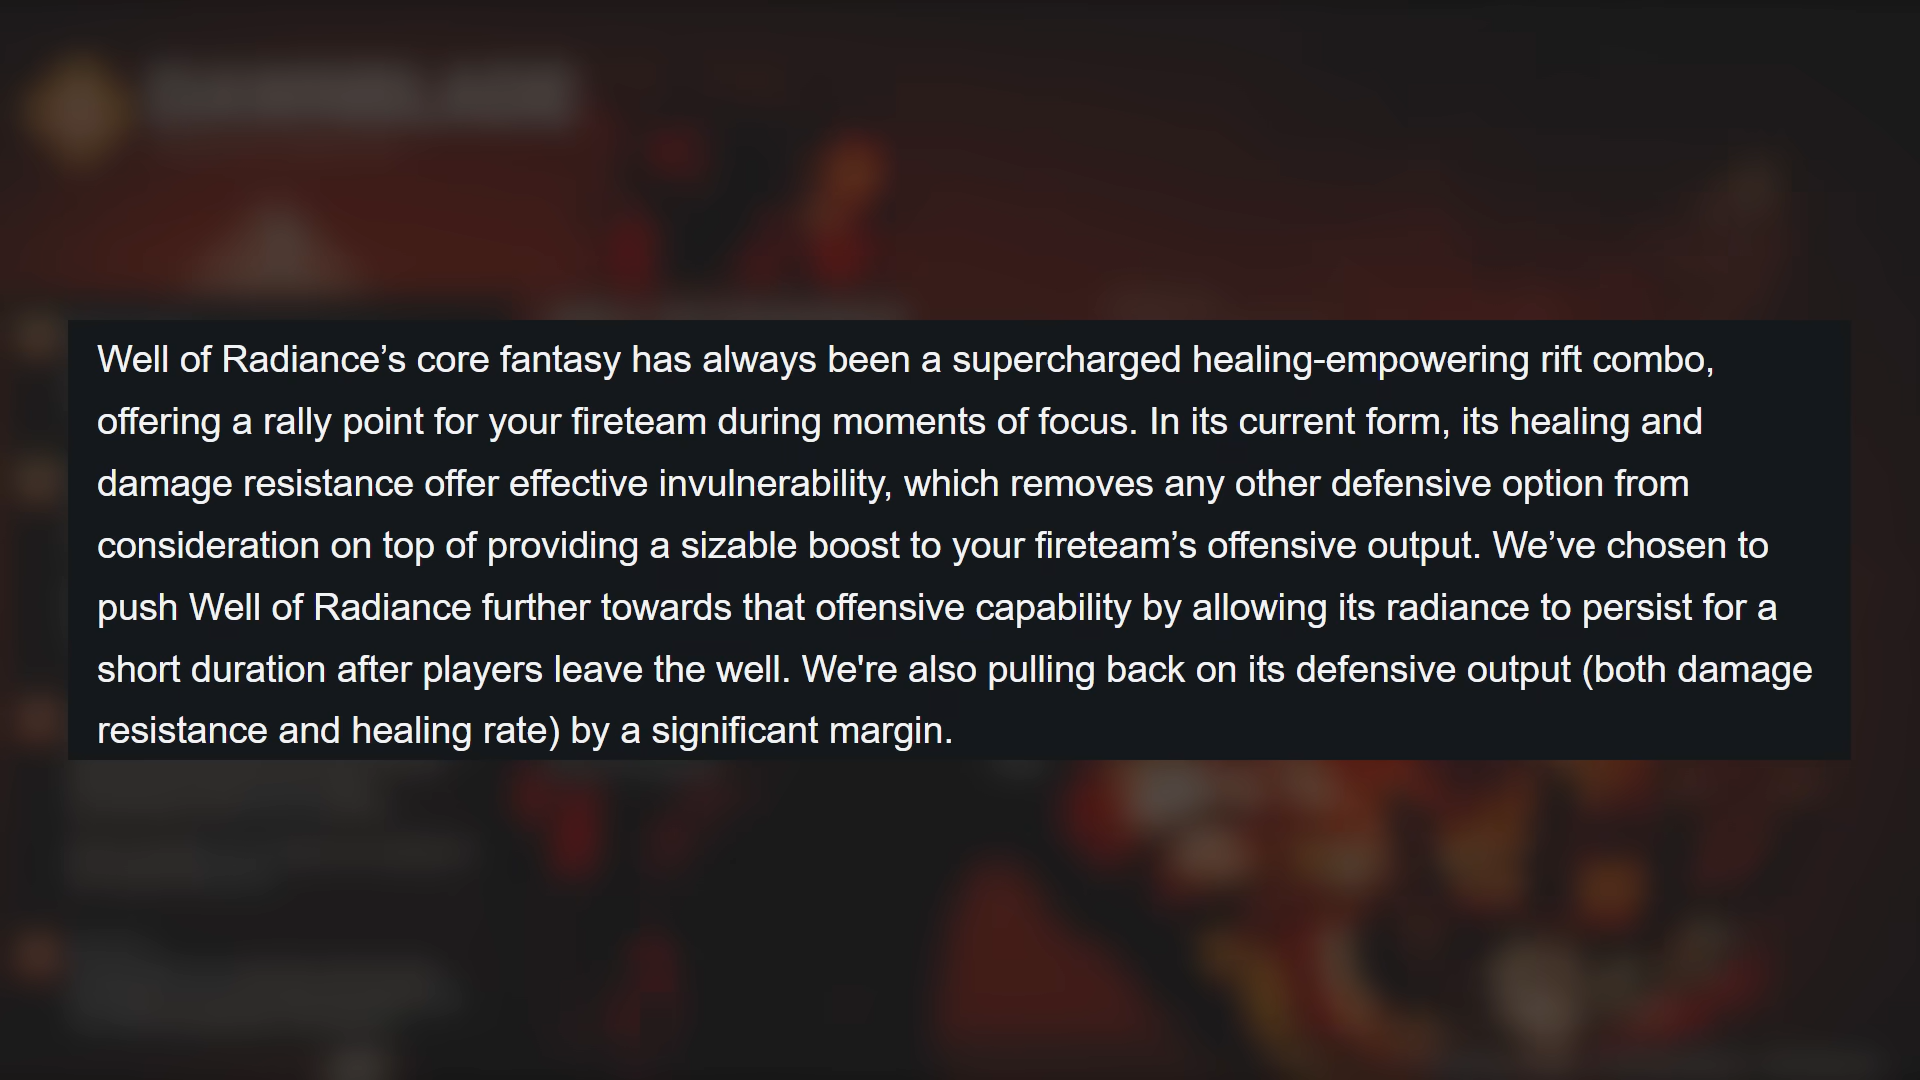 Well of Radiance’s core fantasy has always been a supercharged healing-empowering rift combo,
offering a rally point for your fireteam during moments of focus. In its current form, its healing and
damage resistance offer effective invulnerability, which removes any other defensive option from
consideration on top of providing a sizable boost to your fireteam’s offensive output. We’ve chosen to
push Well of Radiance further towards that offensive capability by allowing its radiance to persist for a
short duration after players leave the well. We're also pulling back on its defensive output (both damage
resistance and healing rate) by a significant margin.